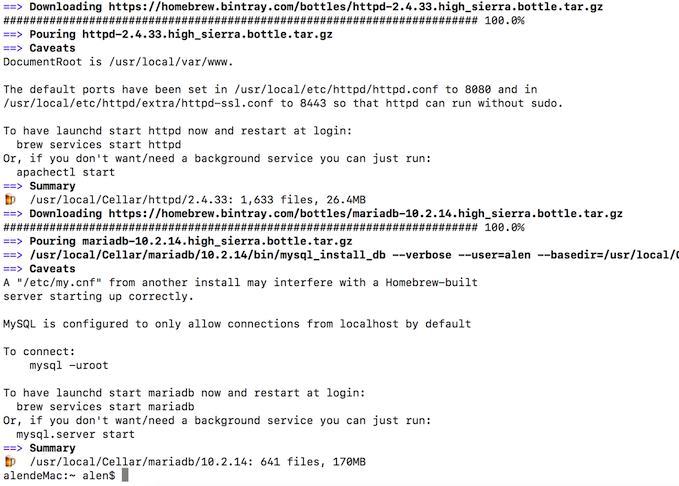 ==> Downloading https://homebrew.bintray.com/bottles/httpd-2.4.33.high_sierra.bottle.tar.gz
######################################################################## 100.0%
==> Pouring httpd-2.4.33.high_sierra.bottle.tar.gz
==> Caveats
DocumentRoot is /usr/local/var/www.
The default ports have been set in /usr/local/etc/httpd/httpd.conf to 8080 and in
/usr/local/etc/httpd/extra/httpd-ssl.conf to 8443 so that httpd can run without sudo.
To have launchd start httpd now and restart at login:
brew services start httpd
Or, if you don't want/need a background service you can just run:
apachectl start
==> Summary
🍺 /usr/local/Cellar/httpd/2.4.33: 1,633 files, 26.4MB
==> Downloading https://homebrew.bintray.com/bottles/mariadb-10.2.14.high_sierra.bottle.tar.gz
######################################################################## 100.0%
==> Pouring mariadb-10.2.14.high_sierra.bottle.tar.gz
==> /usr/local/Cellar/mariadb/10.2.14/bin/mysql_install_db --verbose --user=alen --basedir=/usr/local/C
==> Caveats
A "/etc/my.cnf" from another install may interfere with a Homebrew-built
server starting up correctly.
MySQL is configured to only allow connections from localhost by default
To connect:
mysql -uroot
To have launchd start mariadb now and restart at login:
brew services start mariadb
Or, if you don't want/need a background service you can just run:
mysql.server start
==> Summary
🍺 /usr/local/Cellar/mariadb/10.2.14: 641 files, 170MB
alendeMac:~ alen$